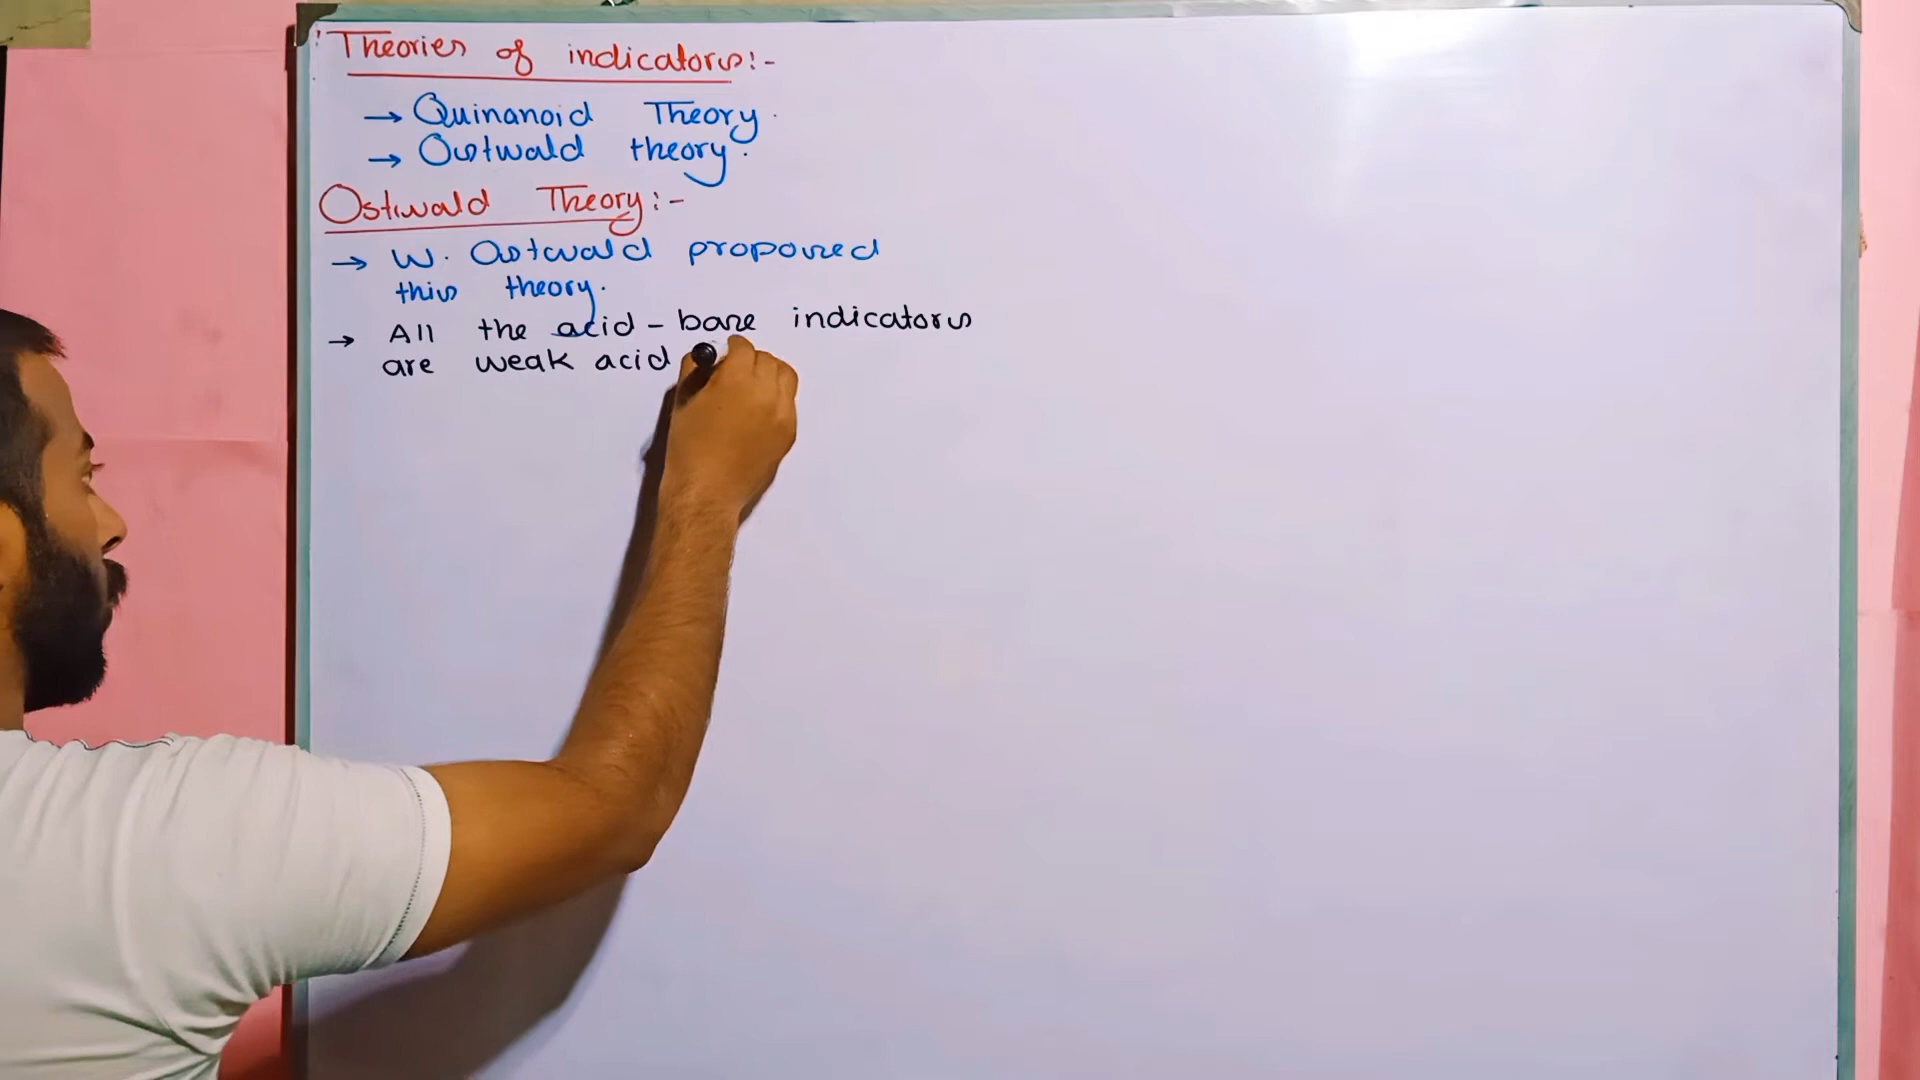 Theories of indicators:-
→ Quinanoid Theory.
→ Ostwald theory.
Ostwald Theory:-
→ W. Ostwald proposed
this theory.
→ All the acid - base indicators
are weak acid